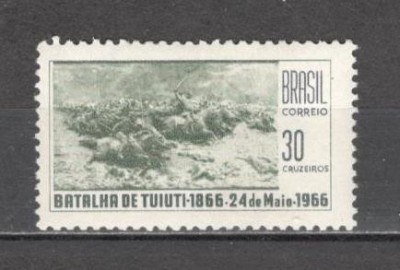 BRASIL
CORREIO
30
CRUZEIROS
BATALHA DE TUIUTI-1866-24 de Maio-1966